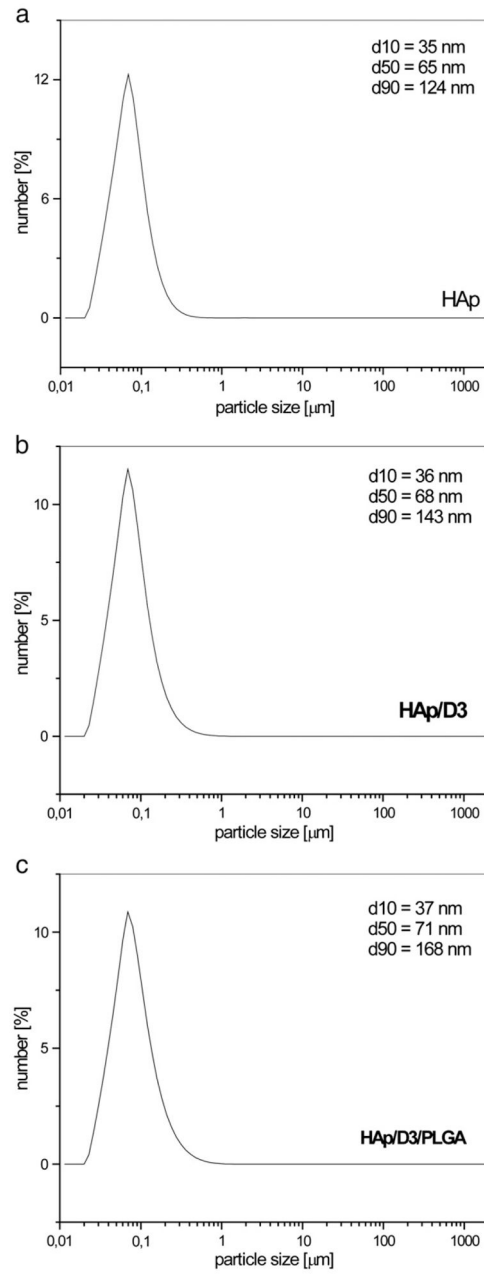 a
d10 = 35 nm
d50 = 65 nm
d90 = 124 nm
12
6
0
number [%]
HAp
0,01 0,1 1 10 100 1000
particle size [μm]
b
d10 = 36 nm
d50 = 68 nm
d90 = 143 nm
10
5
0
number [%]
HAp/D3
0,01 0,1 1 10 100 1000
particle size [μm]
c
d10 = 37 nm
d50 = 71 nm
d90 = 168 nm
10
5
0
number [%]
HAp/D3/PLGA
0,01 0,1 1 10 100 1000
particle size [μm]